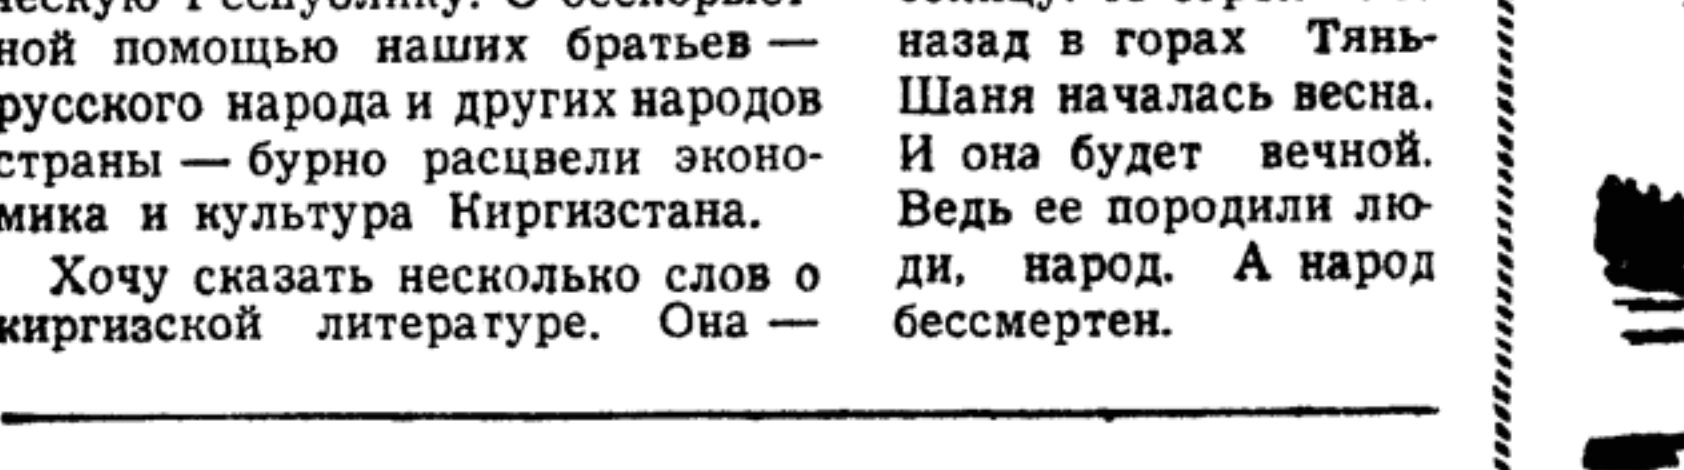 ной помощью наших братьев —
русского народа и других народов
страны — бурно расцвели эконо-
мика и культура Киргизстана.
Хочу сказать несколько слов о
киргизской литературе. Она —
назад в горах Тянь-
Шаня началась весна.
И она будет вечной.
Ведь ее породили лю-
ди, народ. А народ
бессмертен.